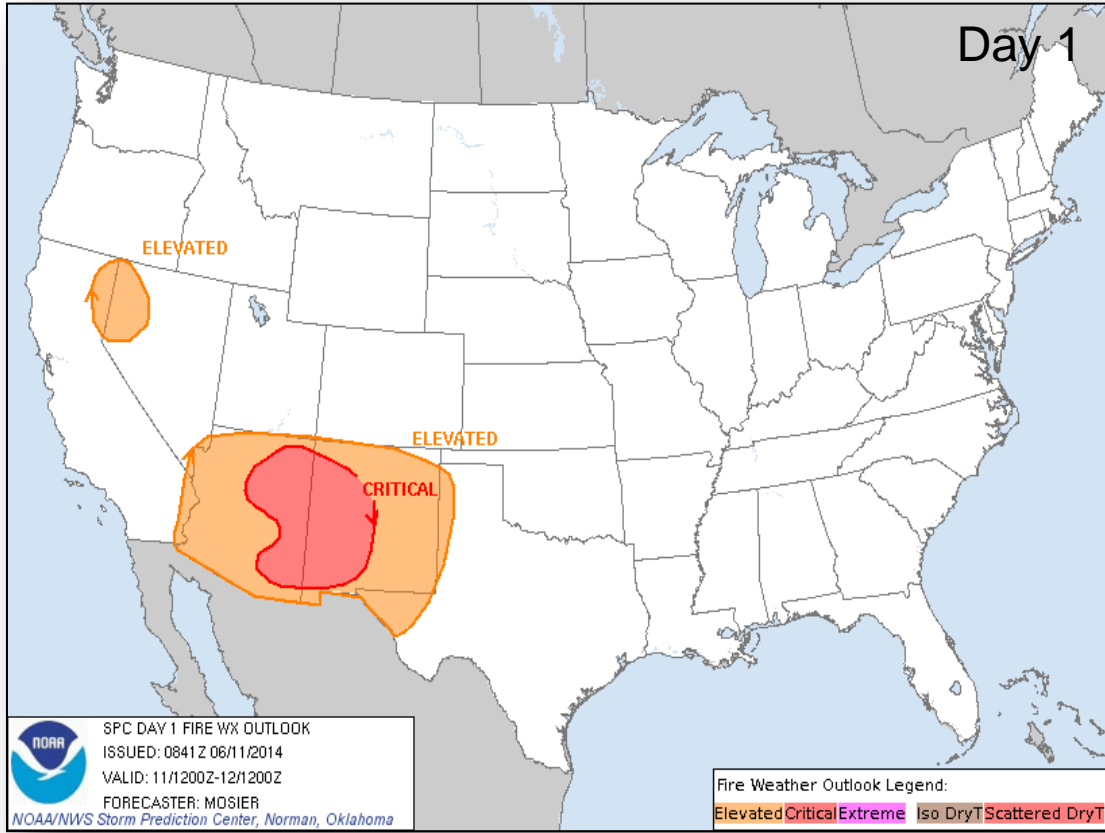 Day 1
ELEVATED
ELEVATED
CRITICAL
NOAA
SPC DAY 1 FIRE WX OUTLOOK
ISSUED: 0841Z 06/11/2014
VALID: 11/1200Z-12/1200Z
FORECASTER: MOSIER
NOAA/NWS Storm Prediction Center, Norman, Oklahoma
Fire Weather Outlook Legend:
Elevated Critical Extreme Iso DryT Scattered DryT